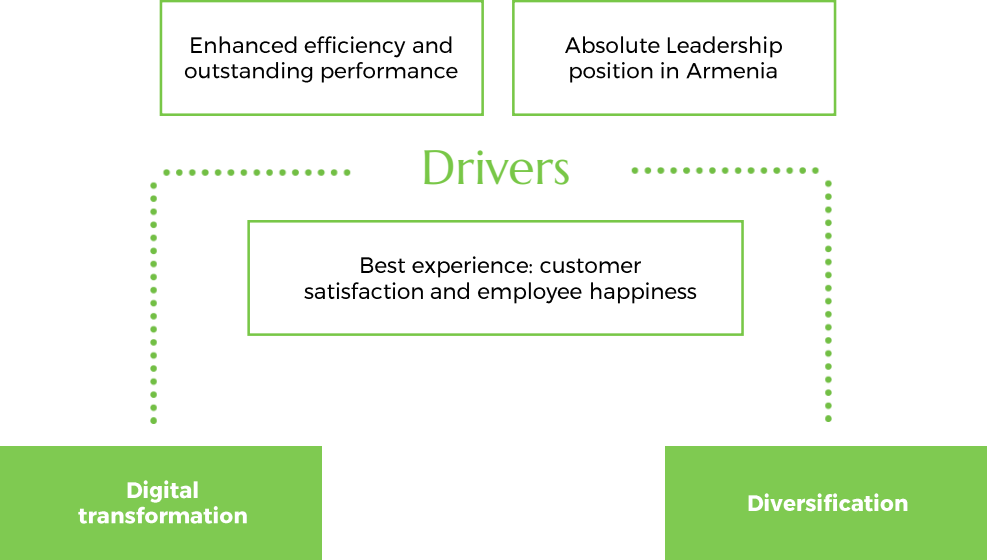 Enhanced efficiency and
outstanding performance
Absolute Leadership
position in Armenia
Drivers
Best experience: customer
satisfaction and employee happiness
Digital
transformation
Diversification